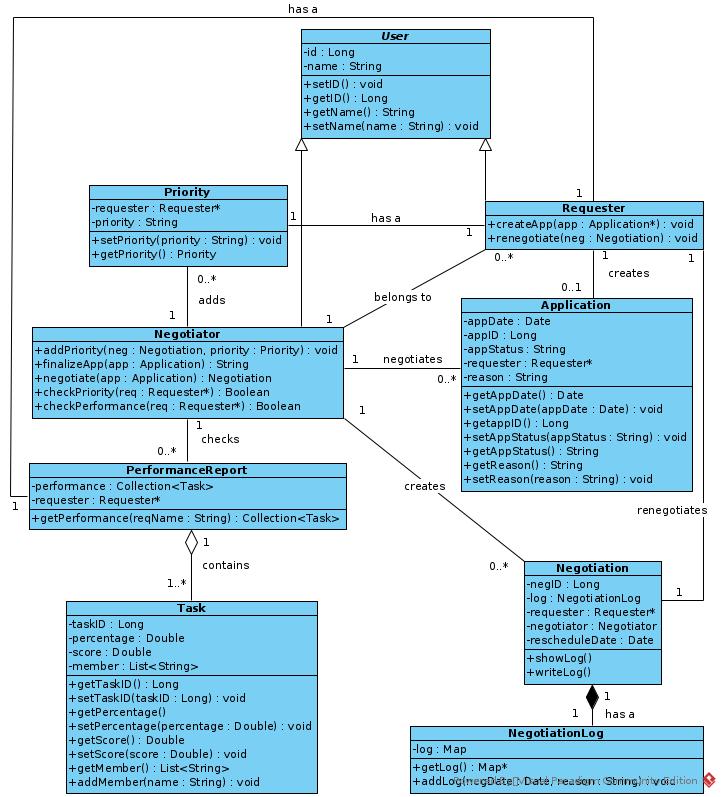 has a
User
-id : Long
-name : String
+setID() : void
+getID() : Long
+getName() : String
+setName(name : String) : void
Priority
-requester : Requester*
-priority : String
+setPriority(priority : String) : void
+getPriority() : Priority
1
has a
1
1
Requester
+createApp(app : Application*) : void
+renegotiate(neg : Negotiation) : void
0..*
1
1
creates
0..1
0..*
adds
1
belongs to
1
Negotiator
+addPriority(neg : Negotiation, priority : Priority) : void
+finalizeApp(app : Application) : String
+negotiate(app : Application) : Negotiation
+checkPriority(req : Requester*) : Boolean
+checkPerformance(req : Requester*) : Boolean
1
negotiates
0..*
Application
-appDate : Date
-appID : Long
-appStatus : String
-requester : Requester*
-reason : String
+getAppDate() : Date
+setAppDate(appDate : Date) : void
+getappID() : Long
+setAppStatus(appStatus : String) : void
+getAppStatus() : String
+getReason() : String
+setReason(reason : String) : void
1
1
checks
0..*
PerformanceReport
-performance : Collection<Task>
-requester : Requester*
+getPerformance(reqName : String) : Collection<Task>
1
creates
0..*
renegotiates
1
1
contains
1..*
Negotiation
-negID : Long
-log : NegotiationLog
-requester : Requester*
-negotiator : Negotiator
-rescheduleDate : Date
+showLog()
+writeLog()
1
1
has a
Task
-taskID : Long
-percentage : Double
-score : Double
-member : List<String>
+getTaskID() : Long
+setTaskID(taskID : Long) : void
+getPercentage()
+setPercentage(percentage : Double) : void
+getScore() : Double
+setScore(score : Double) : void
+getMember() : List<String>
+addMember(name : String) : void
NegotiationLog
-log : Map
+getLog() : Map*
+addLog(negDate : Date, reason : String) : void